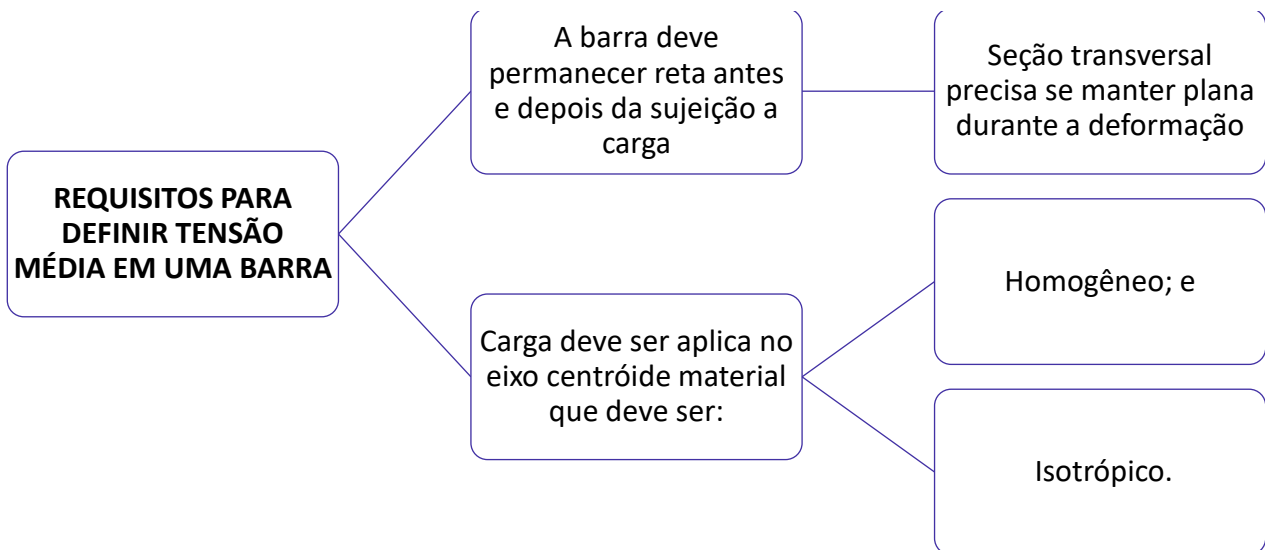 REQUISITOS PARA
DEFINIR TENSÃO
MÉDIA EM UMA BARRA
A barra deve
permanecer reta antes
e depois da sujeição a
carga
Seção transversal
precisa se manter plana
durante a deformação
Carga deve ser aplica no
eixo centróide material
que deve ser:
Homogêneo; e
Isotrópico.